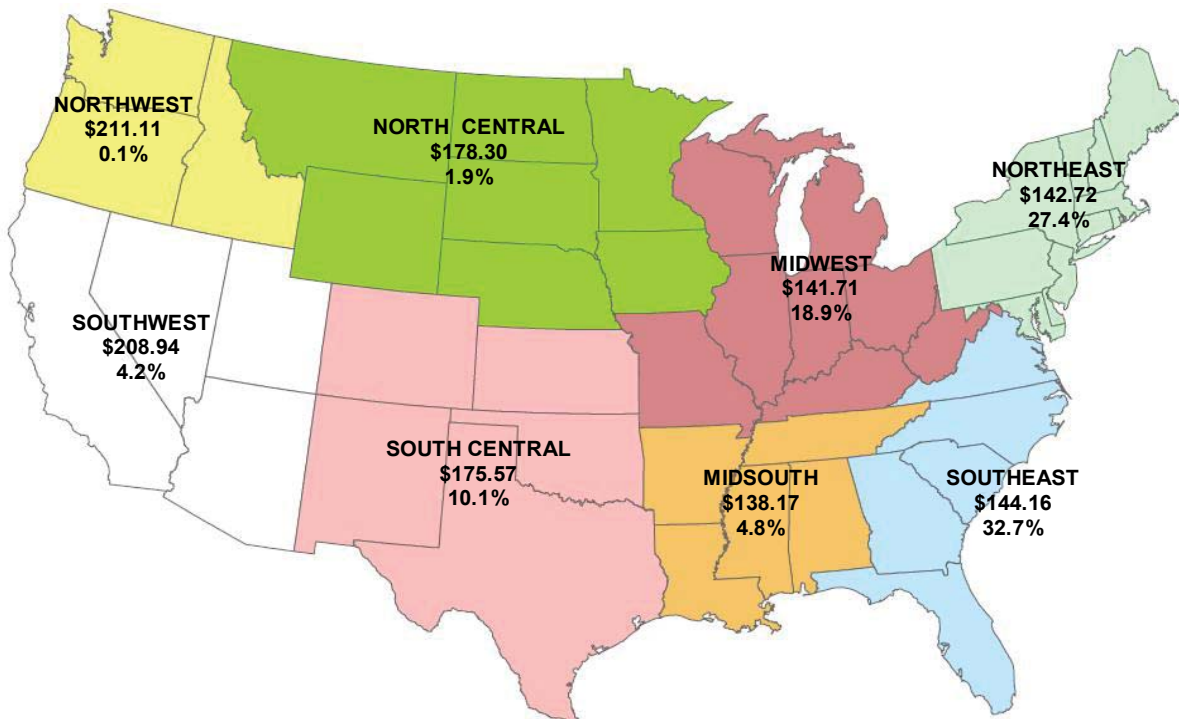 NORTHWEST
$211.11
0.1%
NORTH CENTRAL
$178.30
1.9%
NORTHEAST
$142.72
27.4%
MIDWEST
$141.71
18.9%
SOUTHWEST
$208.94
4.2%
SOUTH CENTRAL
$175.57
10.1%
MIDSOUTH
$138.17
4.8%
SOUTHEAST
$144.16
32.7%